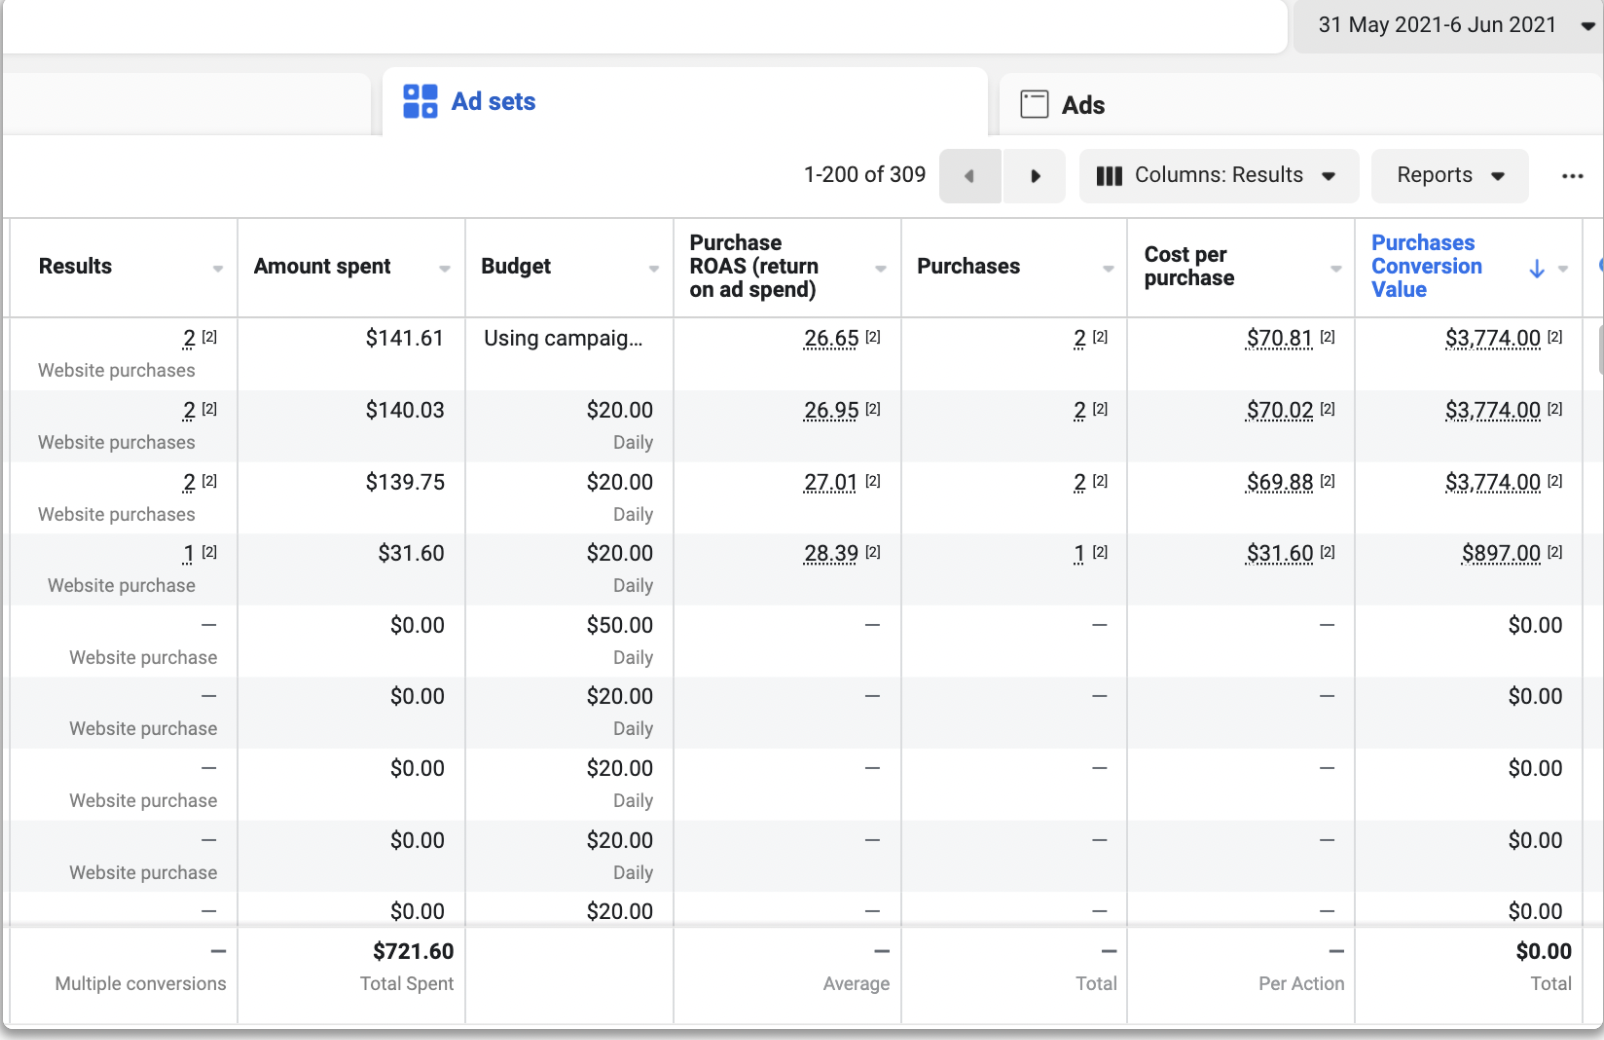 31 May 2021-6 Jun 2021
Ad sets
Ads
1-200 of 309
Columns: Results
Reports
Results
Amount spent
Budget
Purchase
ROAS (return
on ad spend)
Purchases
Cost per
purchase
Purchases
Conversion
Value
2 [2] $141.61 Using campaig... 26.65 [2] 2 [2] $70.81 [2] $3,774.00 [2]
Website purchases
2 [2] $140.03 $20.00 26.95 [2] 2 [2] $70.02 [2] $3,774.00 [2]
Website purchases Daily
2 [2] $139.75 $20.00 27.01 [2] 2 [2] $69.88 [2] $3,774.00 [2]
Website purchases Daily
1 [2] $31.60 $20.00 28.39 [2] 1 [2] $31.60 [2] $897.00 [2]
Website purchase Daily
— $0.00 $50.00 — — — $0.00
Website purchase Daily
— $0.00 $20.00 — — — $0.00
Website purchase Daily
— $0.00 $20.00 — — — $0.00
Website purchase Daily
— $0.00 $20.00 — — — $0.00
Website purchase Daily
— $0.00 $20.00 — — — $0.00
— $721.60 — — — $0.00
Multiple conversions Total Spent Average Total Per Action Total